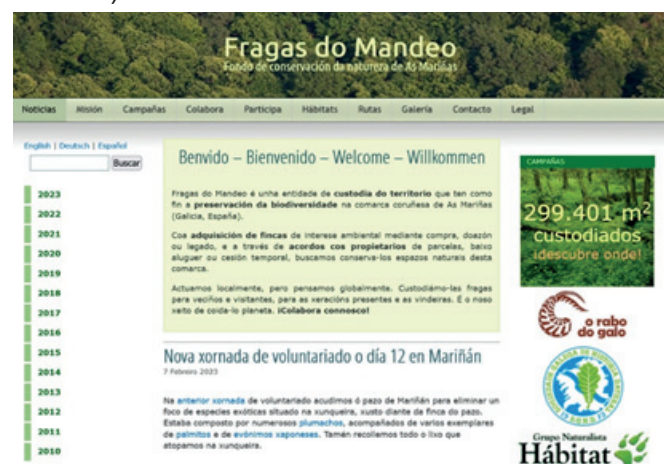 Fragas do Mandeo
Fondo de conservación da natureza de As Mariñas
Noticias Misión Campañas Colabora Participa Hábitats Rutas Galería Contacto Legal
English | Deutsch | Español
Buscar
2023
2022
2021
2020
2019
2018
2017
2016
2015
2014
2013
2012
2011
2010
Benvido – Bienvenido – Welcome – Willkommen
Fragas do Mandeo é unha entidade de custodia do territorio que ten como
fin a preservación da biodiversidade na comarca coruñesa de As Mariñas
(Galicia, España).
Coa adquisición de fincas de interese ambiental mediante compra, doazón
ou legado, e a través de acordos cos propietarios de parcelas, baixo
aluguer ou cesión temporal, buscamos conserva-los espazos naturais desta
comarca.
Actuamos localmente, pero pensamos globalmente. Custodiámo-las fragas
para veciños e visitantes, para as xeracións presentes e as vindeiras. É o noso
xeito de coida-lo planeta. ¡Colabora connosco!
Nova xornada de voluntariado o día 12 en Mariñán
7 Febreiro 2023
Na anterior xornada de voluntariado acudimos ó pazo de Mariñán para eliminar un
foco de especies exóticas situado na xunqueira, xusto diante da finca do pazo.
Estaba composto por numerosos plumachos, acompañados de varios exemplares
de palmitos e de evónimos xaponeses. Tamén recollemos todo o lixo que
atopamos na xunqueira.
CAMPAÑAS
299.401 m²
custodiados
¡descubre onde!
o rabo
do galo
Grupo Naturalista
Hábitat